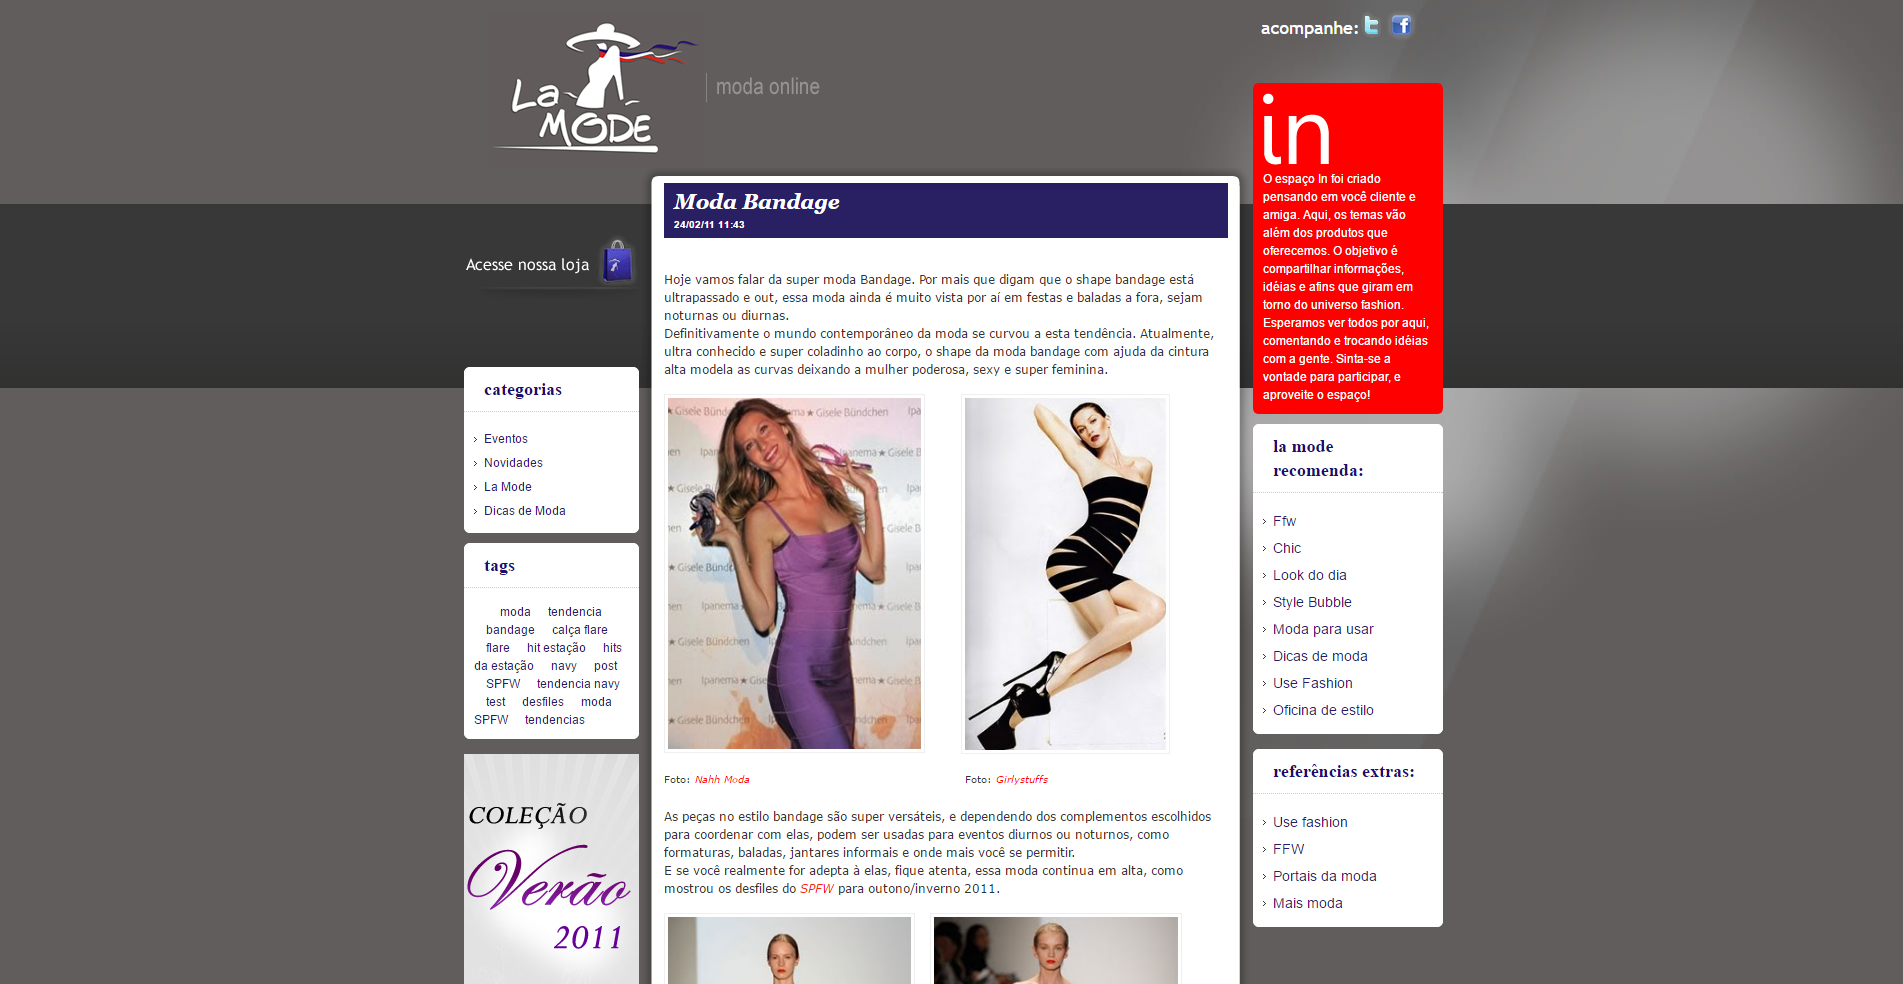 La
MODE
moda online
acompanhe:
Acesse nossa loja
categorias
Eventos
Novidades
La Mode
Dicas de Moda
tags
moda tendencia
bandage calça flare
flare hit estação hits
da estação navy post
SPFW tendencia navy
test desfiles moda
SPFW tendencias
COLEÇÃO
Verão
2011
Moda Bandage
24/02/11 11:43
Hoje vamos falar da super moda Bandage. Por mais que digam que o shape bandage está
ultrapassado e out, essa moda ainda é muito vista por aí em festas e baladas a fora, sejam
noturnas ou diurnas.
Definitivamente o mundo contemporâneo da moda se curvou a esta tendência. Atualmente,
ultra conhecido e super coladinho ao corpo, o shape da moda bandage com ajuda da cintura
alta modela as curvas deixando a mulher poderosa, sexy e super feminina.
Foto: Nahh Moda
Foto: Girlystuffs
As peças no estilo bandage são super versáteis, e dependendo dos complementos escolhidos
para coordenar com elas, podem ser usadas para eventos diurnos ou noturnos, como
formaturas, baladas, jantares informais e onde mais você se permitir.
E se você realmente for adepta à elas, fique atenta, essa moda continua em alta, como
mostrou os desfiles do SPFW para outono/inverno 2011.
in
O espaço In foi criado
pensando em você cliente e
amiga. Aqui, os temas vão
além dos produtos que
oferecemos. O objetivo é
compartilhar informações,
idéias e afins que giram em
torno do universo fashion.
Esperamos ver todos por aqui,
comentando e trocando idéias
com a gente. Sinta-se a
vontade para participar, e
aproveite o espaço!
la mode
recomenda:
Ffw
Chic
Look do dia
Style Bubble
Moda para usar
Dicas de moda
Use Fashion
Oficina de estilo
referências extras:
Use fashion
FFW
Portais da moda
Mais moda